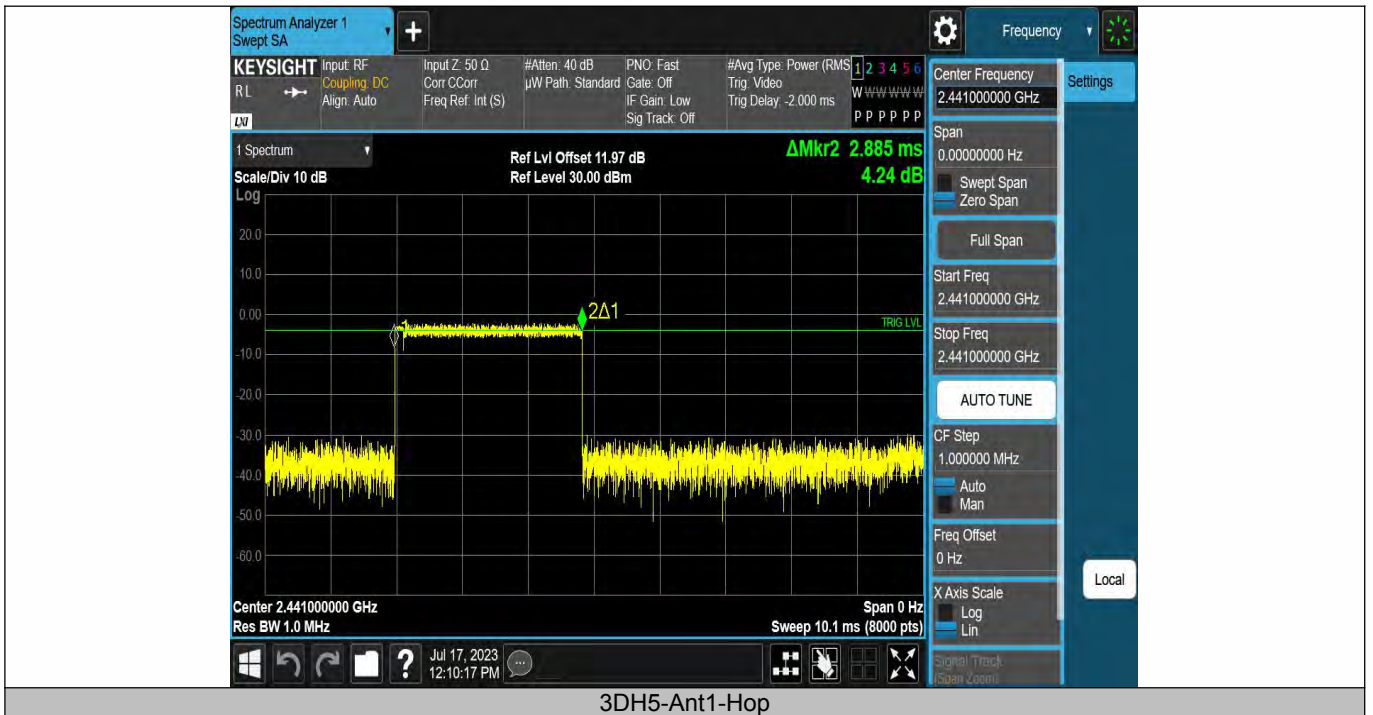 Spectrum Analyzer 1
Swept SA
+
Frequency
KEYSIGHT
RL
LXI
Input: RF
Coupling: DC
Align: Auto
Input Z: 50 Ω
Corr CCorr
Freq Ref: Int (S)
#Atten: 40 dB
µW Path: Standard
PNO: Fast
Gate: Off
IF Gain: Low
Sig Track: Off
#Avg Type: Power (RMS
Trig: Video
Trig Delay: -2.000 ms
1 2 3 4 5 6
W W W W W W
P P P P P P
1 Spectrum
Scale/Div 10 dB
Log
Ref Lvl Offset 11.97 dB
Ref Level 30.00 dBm
ΔMkr2 2.885 ms
4.24 dB
20.0
10.0
0.00
-10.0
-20.0
-30.0
-40.0
-50.0
-60.0
1
2Δ1
TRIG LVL
Center 2.441000000 GHz
Res BW 1.0 MHz
Span 0 Hz
Sweep 10.1 ms (8000 pts)
Center Frequency
2.441000000 GHz
Settings
Span
0.00000000 Hz
Swept Span
Zero Span
Full Span
Start Freq
2.441000000 GHz
Stop Freq
2.441000000 GHz
AUTO TUNE
CF Step
1.000000 MHz
Auto
Man
Freq Offset
0 Hz
X Axis Scale
Log
Lin
Signal Track
(Span Zoom)
Local
?
Jul 17, 2023
12:10:17 PM
3DH5-Ant1-Hop